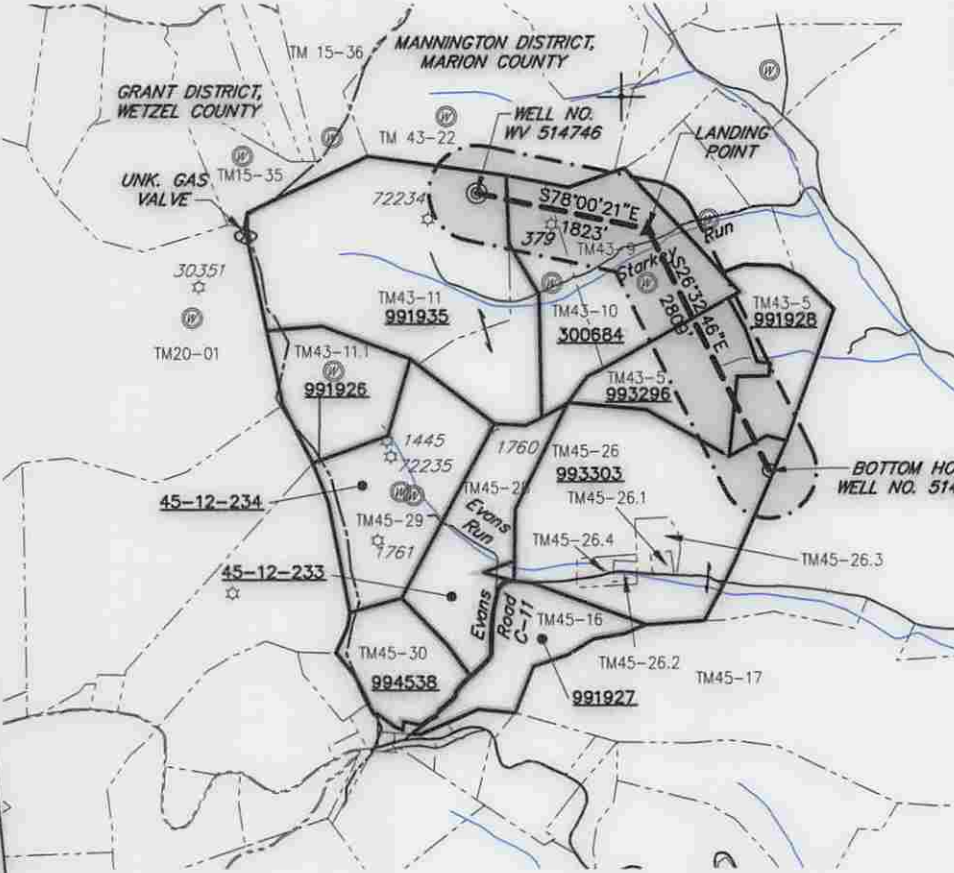 TM 15-36
MANNINGTON DISTRICT,
MARION COUNTY
GRANT DISTRICT,
WETZEL COUNTY
W
W
W
W
WELL NO.
WV 514746
TM 43-22
LANDING
POINT
TM15-35
UNK. GAS
VALVE
72234
S78°00'21"E
1823'
379
TM43-9
W
Starkey Run
30351
W
W
S26°32'46"E
2809'
TM43-11
991935
TM43-10
300684
TM43-5
991928
W
TM20-01
TM43-11.1
W
991926
TM43-5
993296
1445
72235
1760
TM45-26
993303
BOTTOM HO
WELL NO. 514
W
W
TM45-28
TM45-26.1
45-12-234
TM45-29
Evans
Run
TM45-26.4
TM45-26.3
1761
45-12-233
Evans
Road
C-11
TM45-16
TM45-30
994538
TM45-26.2
TM45-17
991927